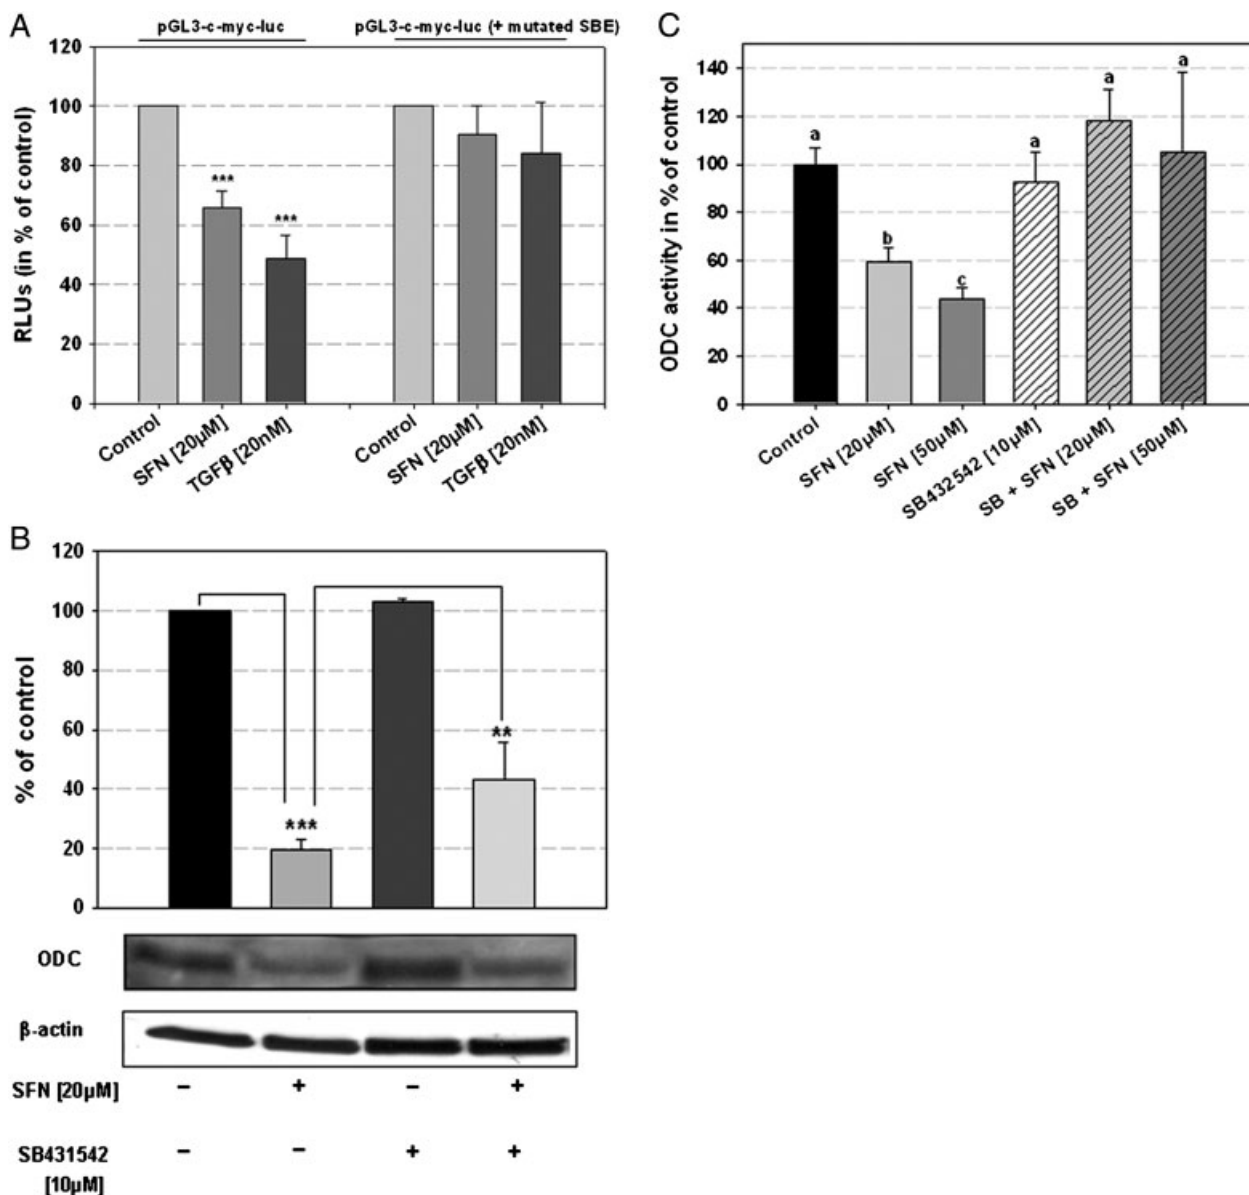 A
pGL3-c-myc-luc
pGL3-c-myc-luc (+ mutated SBE)
RLUs (in % of control)
120
100
80
60
40
20
0
***
***
Control
SFN [20µM]
TGFβ [20nM]
Control
SFN [20µM]
TGFβ [20nM]
C
ODC activity in % of control
140
120
100
80
60
40
20
0
a
b
c
a
a
a
Control
SFN [20µM]
SFN [50µM]
SB432542 [10µM]
SB + SFN [20µM]
SB + SFN [50µM]
B
% of control
120
100
80
60
40
20
0
***
**
ODC
β-actin
SFN [20µM] − + − +
SB431542 − − + +
[10µM]